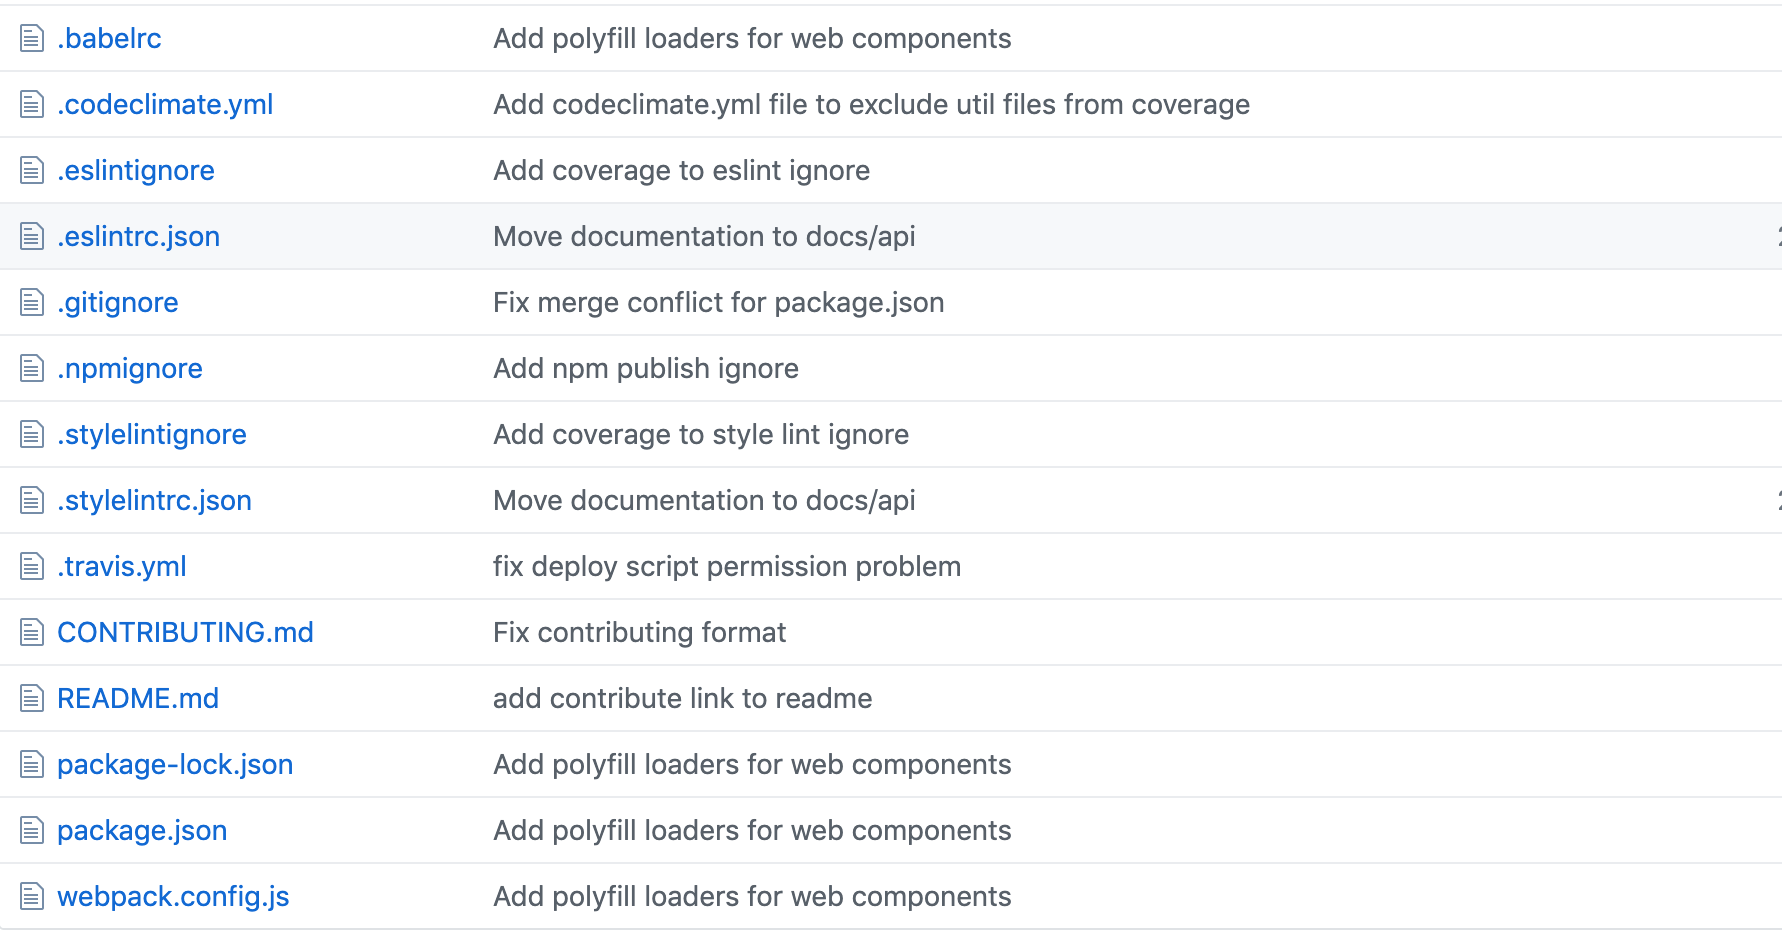 .babelrc Add polyfill loaders for web components
.codeclimate.yml Add codeclimate.yml file to exclude util files from coverage
.eslintignore Add coverage to eslint ignore
.eslintrc.json Move documentation to docs/api
.gitignore Fix merge conflict for package.json
.npmignore Add npm publish ignore
.stylelintignore Add coverage to style lint ignore
.stylelintrc.json Move documentation to docs/api
.travis.yml fix deploy script permission problem
CONTRIBUTING.md Fix contributing format
README.md add contribute link to readme
package-lock.json Add polyfill loaders for web components
package.json Add polyfill loaders for web components
webpack.config.js Add polyfill loaders for web components